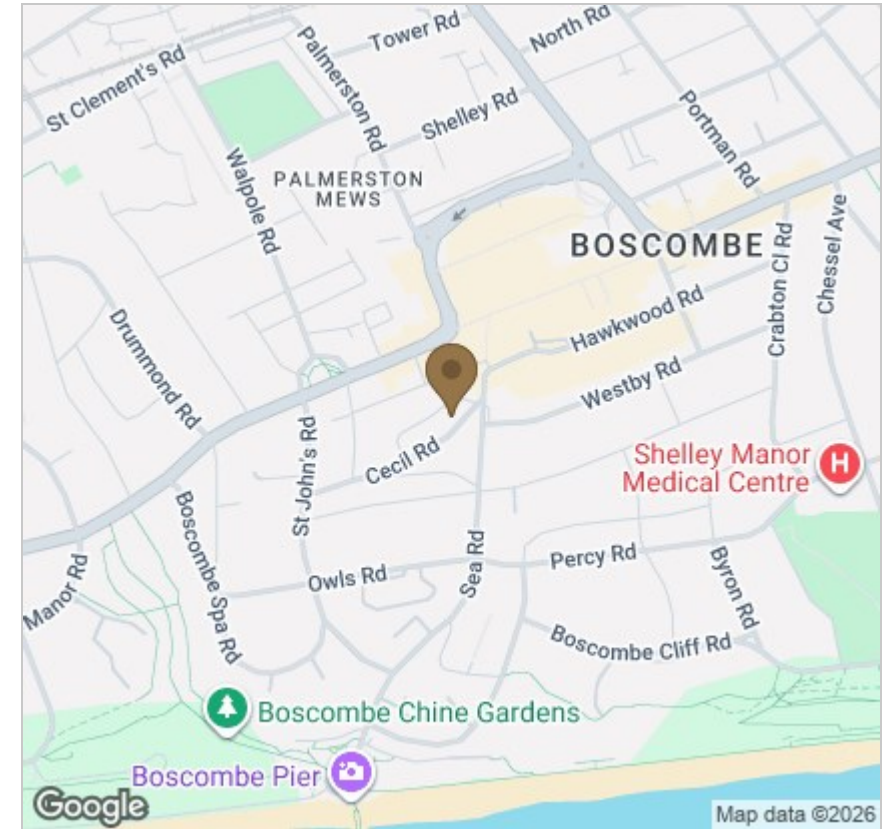 Tower Rd
North Rd
St Clement's Rd
Palmerston Rd
Shelley Rd
Portman Rd
Walpole Rd
PALMERSTON
MEWS
BOSCOMBE
Chessel Ave
Crabton Cl Rd
Hawkwood Rd
Drummond Rd
Westby Rd
St John's Rd
Cecil Rd
Shelley Manor
Medical Centre
H
Boscombe Spa Rd
Sea Rd
Percy Rd
Byron Rd
Manor Rd
Owls Rd
Boscombe Cliff Rd
Boscombe Chine Gardens
Boscombe Pier
Google
Map data ©2026